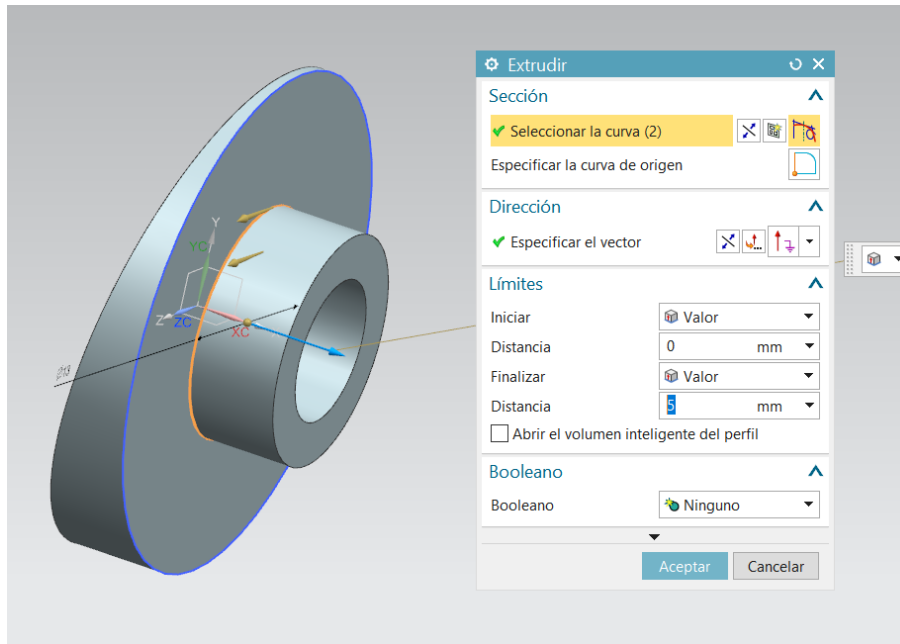 Extrudir
Sección
Seleccionar la curva (2)
Especificar la curva de origen
Dirección
Especificar el vector
Límites
Iniciar Valor
Distancia 0 mm
Finalizar Valor
Distancia 5 mm
Abrir el volumen inteligente del perfil
Booleano
Booleano Ninguno
Aceptar Cancelar
Y
YC
Z
ZC
XC